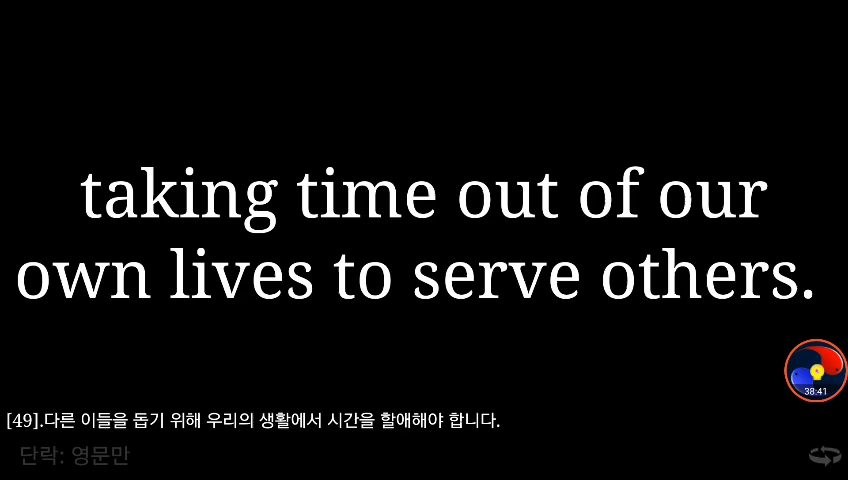 taking time out of our
own lives to serve others.
38:41
[49].다른 이들을 돕기 위해 우리의 생활에서 시간을 할애해야 합니다.
단락: 영문만